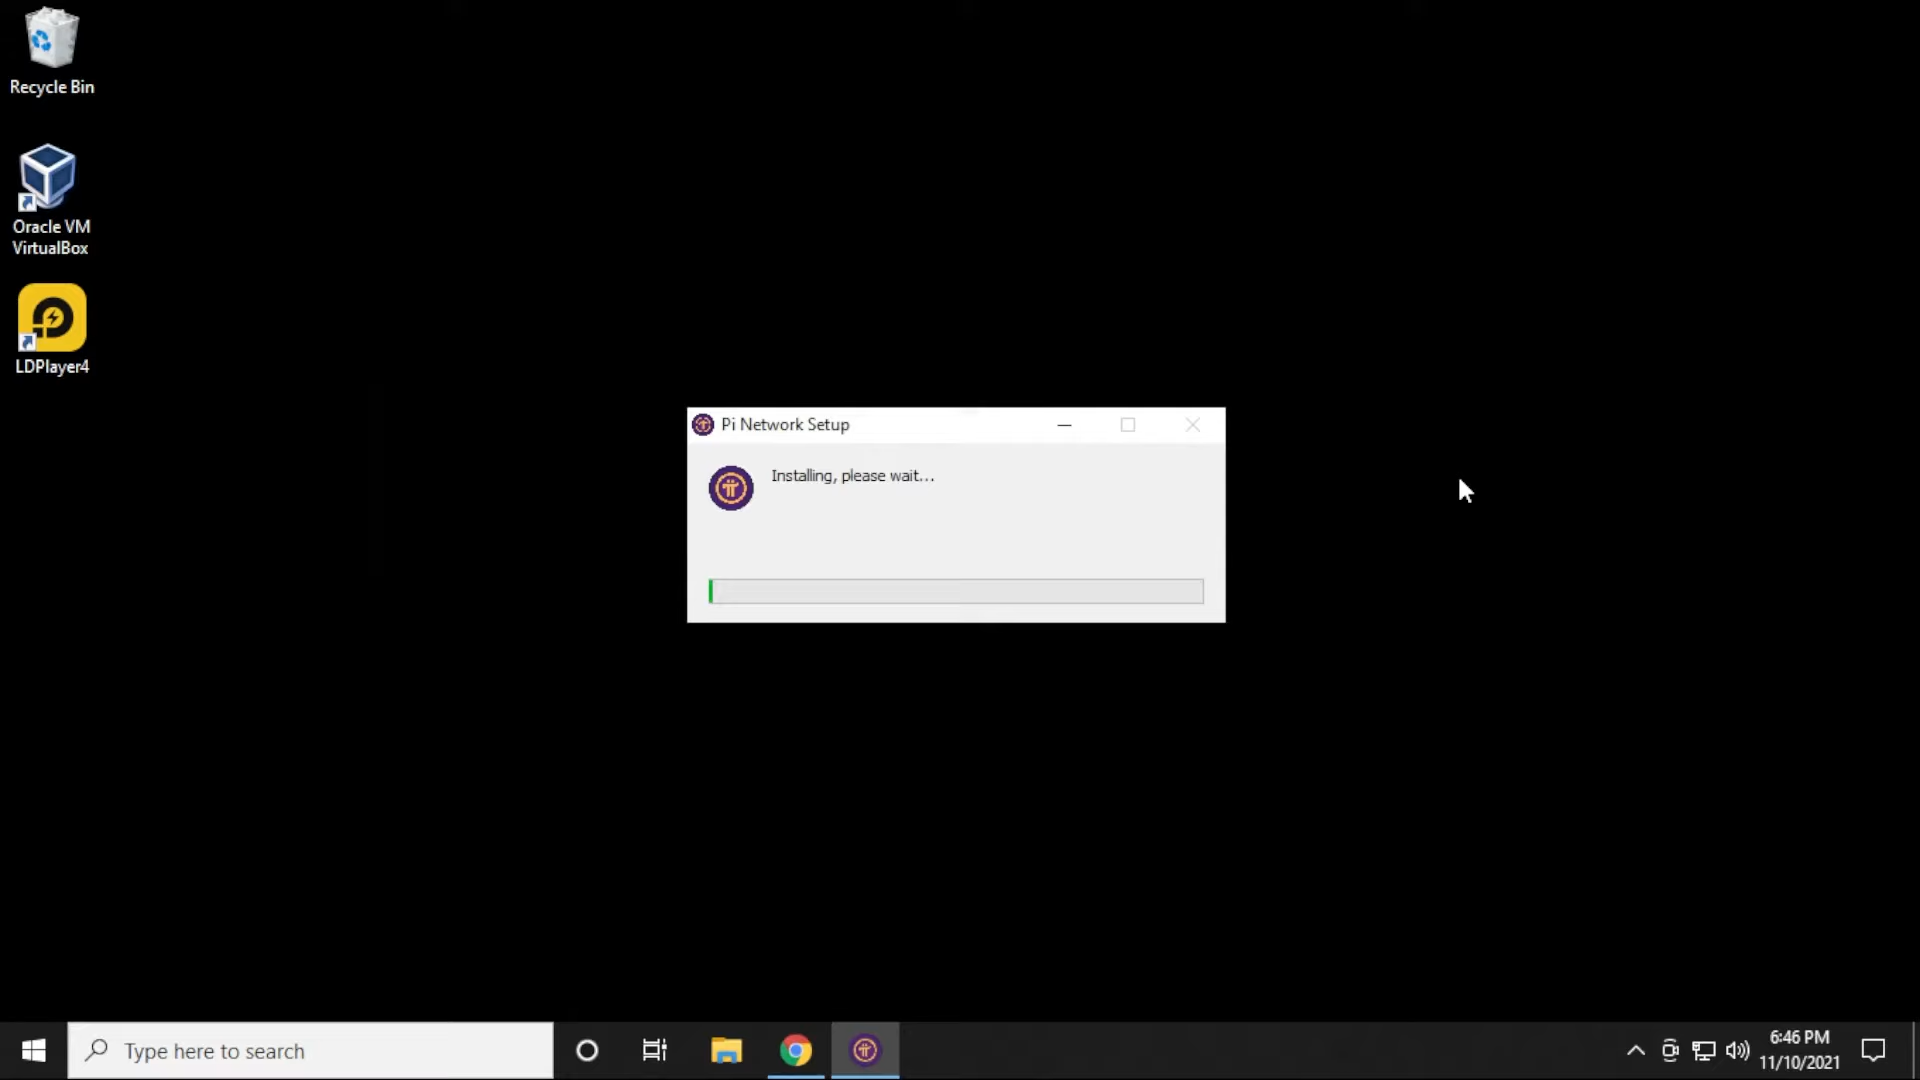 Recycle Bin
Oracle VM
VirtualBox
LDPlayer4
Pi Network Setup
Installing, please wait...
Type here to search
6:46 PM
11/10/2021